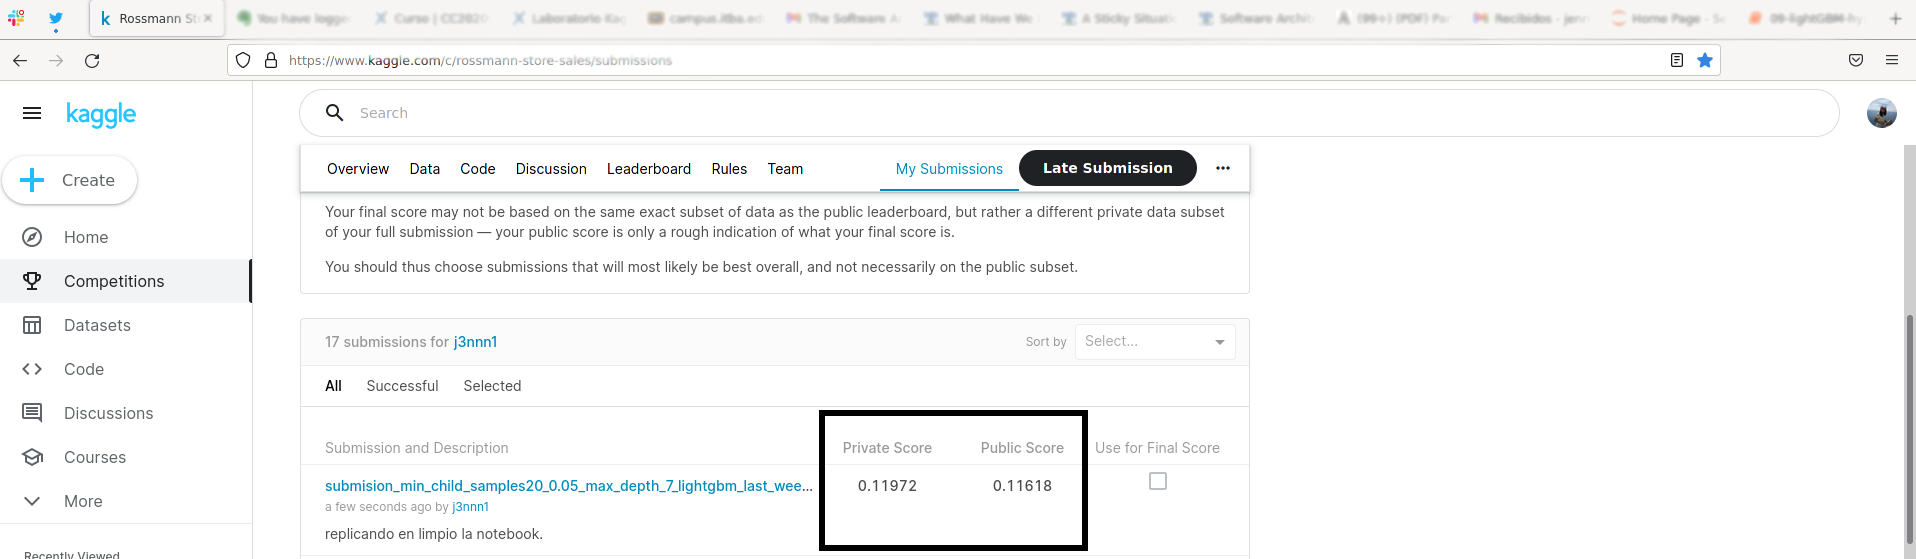 Rossmann St
You have logge
Curso | CC202
Laboratorio Kag
campus.itba.ed
The Software A
What Have We
A Sticky Situati
Software Archit
(99+) (PDF) Pa
Recibidos - jen
Home Page - S
09-lightGBM-hy
https://www.kaggle.com/c/rossmann-store-sales/submissions
kaggle
Search
Create
Overview Data Code Discussion Leaderboard Rules Team My Submissions Late Submission
Your final score may not be based on the same exact subset of data as the public leaderboard, but rather a different private data subset
of your full submission — your public score is only a rough indication of what your final score is.
You should thus choose submissions that will most likely be best overall, and not necessarily on the public subset.
Home
Competitions
Datasets
Code
Discussions
Courses
More
Recently Viewed
17 submissions for j3nnn1
Sort by Select...
All Successful Selected
Submission and Description Private Score Public Score Use for Final Score
submision_min_child_samples20_0.05_max_depth_7_lightgbm_last_wee... 0.11972 0.11618
a few seconds ago by j3nnn1
replicando en limpio la notebook.